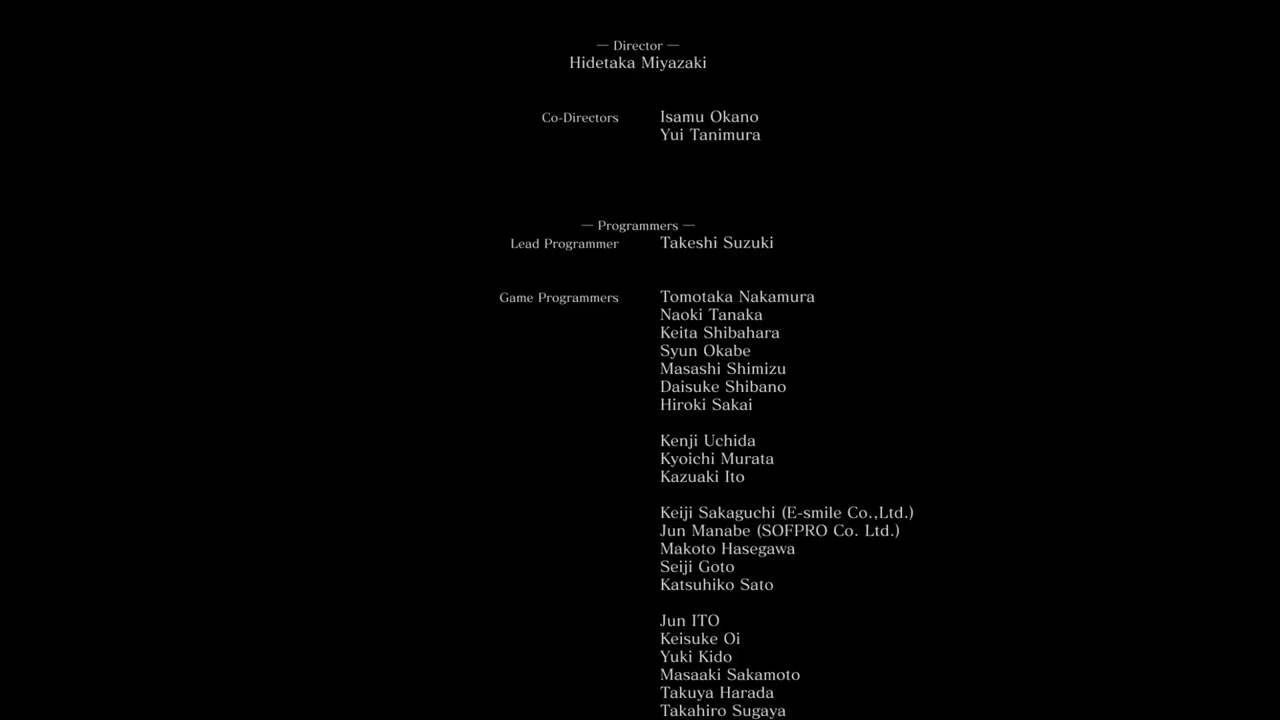 — Director —
Hidetaka Miyazaki
Co-Directors Isamu Okano
Yui Tanimura
— Programmers —
Lead Programmer Takeshi Suzuki
Game Programmers Tomotaka Nakamura
Naoki Tanaka
Keita Shibahara
Syun Okabe
Masashi Shimizu
Daisuke Shibano
Hiroki Sakai
Kenji Uchida
Kyoichi Murata
Kazuaki Ito
Keiji Sakaguchi (E-smile Co.,Ltd.)
Jun Manabe (SOFPRO Co. Ltd.)
Makoto Hasegawa
Seiji Goto
Katsuhiko Sato
Jun ITO
Keisuke Oi
Yuki Kido
Masaaki Sakamoto
Takuya Harada
Takahiro Sugaya